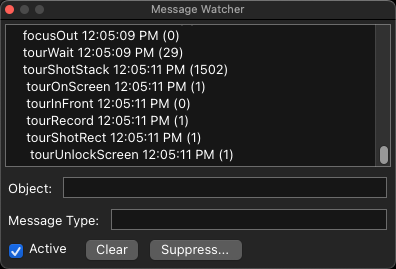 Message Watcher
focusOut 12:05:09 PM (0)
tourWait 12:05:09 PM (29)
tourShotStack 12:05:11 PM (1502)
tourOnScreen 12:05:11 PM (1)
tourInFront 12:05:11 PM (0)
tourRecord 12:05:11 PM (1)
tourShotRect 12:05:11 PM (1)
tourUnlockScreen 12:05:11 PM (1)
Object:
Message Type:
Active Clear Suppress...